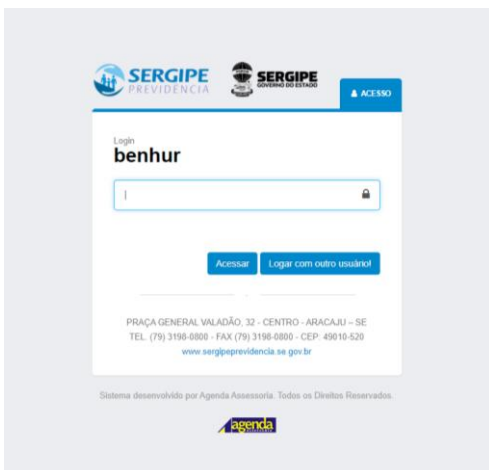 SERGIPE
PREVIDÊNCIA
SERGIPE
GOVERNO DO ESTADO
ACESSO
Login
benhur
Acessar
Logar com outro usuário!
PRAÇA GENERAL VALADÃO, 32 - CENTRO - ARACAJU – SE
TEL. (79) 3198-0800 - FAX (79) 3198-0800 - CEP: 49010-520
www.sergipeprevidencia.se.gov.br
Sistema desenvolvido por Agenda Assessoria. Todos os Direitos Reservados.
agenda